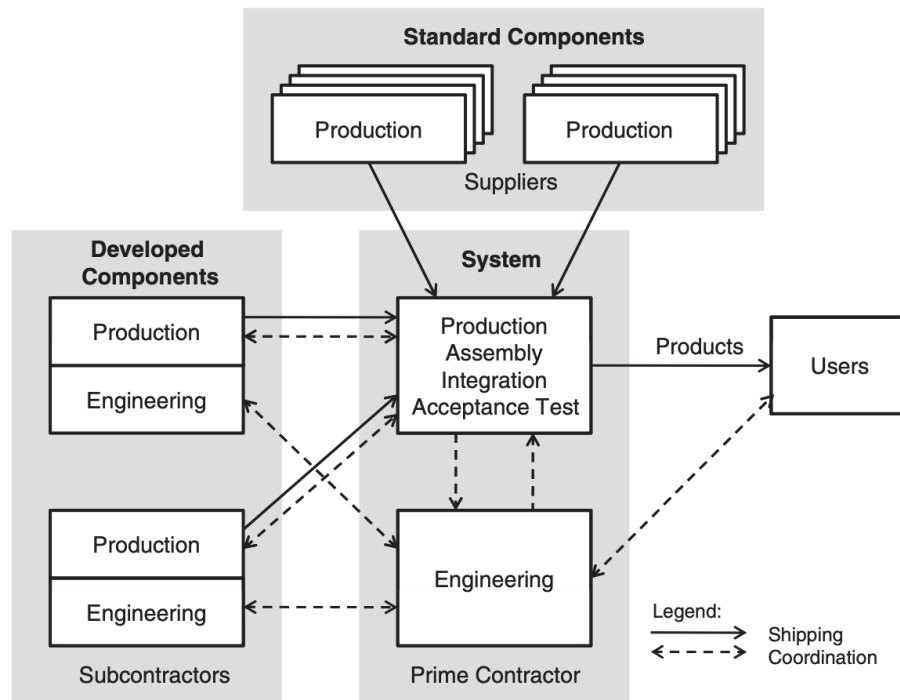 Standard Components
Production
Production
Suppliers
Developed
Components
Production
Engineering
Production
Engineering
Subcontractors
System
Production
Assembly
Integration
Acceptance Test
Engineering
Prime Contractor
Products
Users
Legend:
Shipping
Coordination